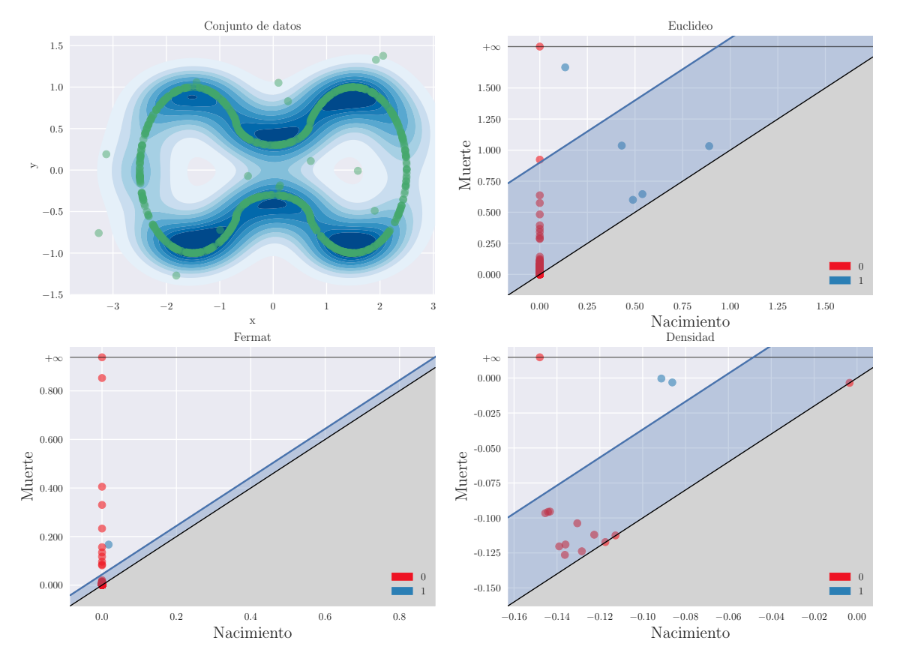 Conjunto de datos
1.5
1.0
0.5
0.0
−0.5
−1.0
−1.5
y
−3 −2 −1 0 1 2 3
x
Euclideo
+∞
1.500
1.250
1.000
0.750
0.500
0.250
0.000
Muerte
0
1
0.00 0.25 0.50 0.75 1.00 1.25 1.50
Nacimiento
Fermat
+∞
0.800
0.600
0.400
0.200
0.000
Muerte
0
1
0.0 0.2 0.4 0.6 0.8
Nacimiento
Densidad
+∞
0.000
−0.025
−0.050
−0.075
−0.100
−0.125
−0.150
Muerte
0
1
−0.16 −0.14 −0.12 −0.10 −0.08 −0.06 −0.04 −0.02 0.00
Nacimiento